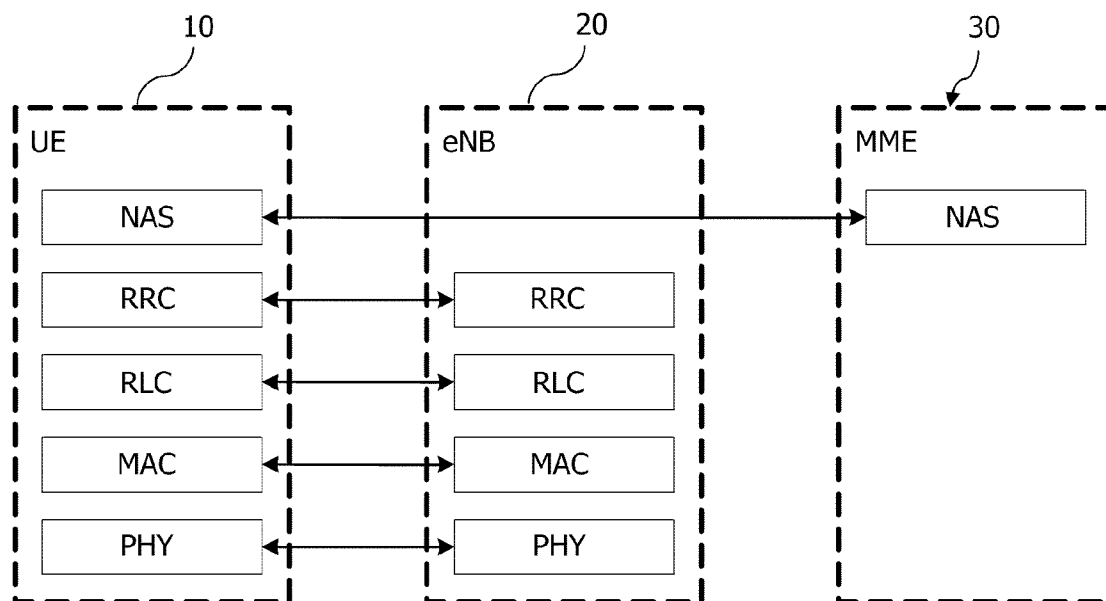 10 20 30
UE eNB MME
NAS NAS
RRC RRC
RLC RLC
MAC MAC
PHY PHY